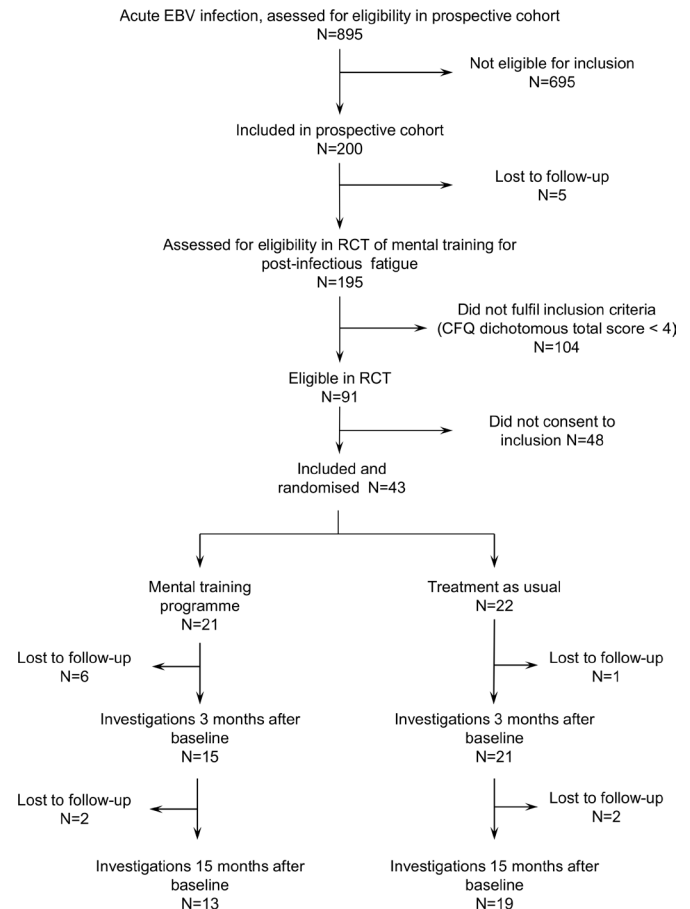 Acute EBV infection, asessed for eligibility in prospective cohort
N=895
Not eligible for inclusion
N=695
Included in prospective cohort
N=200
Lost to follow-up
N=5
Assessed for eligibility in RCT of mental training for
post-infectious fatigue
N=195
Did not fulfil inclusion criteria
(CFQ dichotomous total score < 4)
N=104
Eligible in RCT
N=91
Did not consent to
inclusion N=48
Included and
randomised N=43
Mental training
programme
N=21
Treatment as usual
N=22
Lost to follow-up
N=6
Lost to follow-up
N=1
Investigations 3 months after
baseline
N=15
Investigations 3 months after
baseline
N=21
Lost to follow-up
N=2
Lost to follow-up
N=2
Investigations 15 months after
baseline
N=13
Investigations 15 months after
baseline
N=19